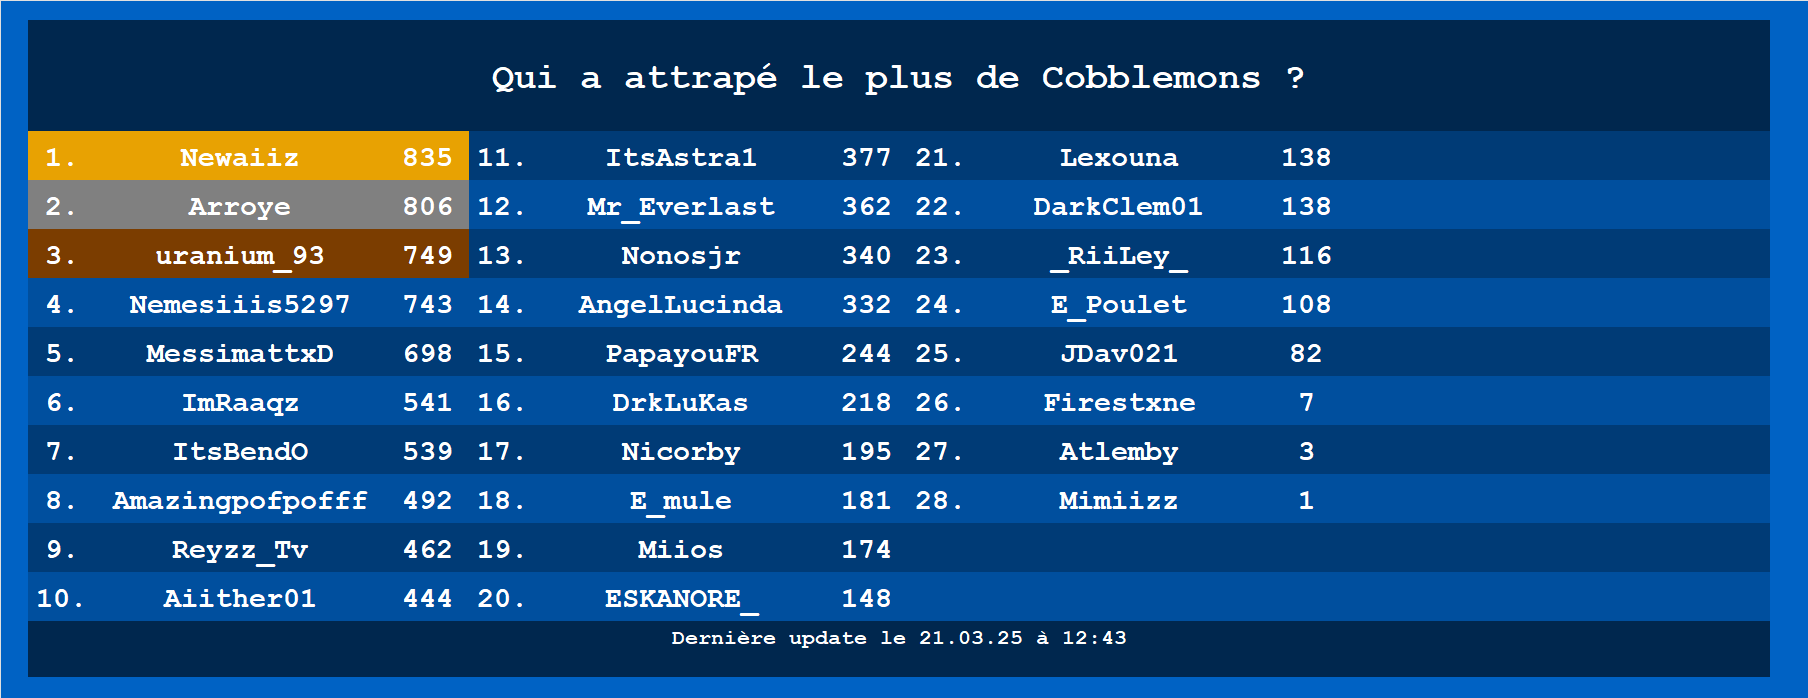 Qui a attrapé le plus de Cobblemons ?
1. Newaiiz 835 11. ItsAstra1 377 21. Lexouna 138
2. Arroye 806 12. Mr_Everlast 362 22. DarkClem01 138
3. uranium_93 749 13. Nonosjr 340 23. _RiiLey_ 116
4. Nemesiiis5297 743 14. AngelLucinda 332 24. E_Poulet 108
5. MessimattxD 698 15. PapayouFR 244 25. JDav021 82
6. ImRaaqz 541 16. DrkLuKas 218 26. Firestxne 7
7. ItsBendO 539 17. Nicorby 195 27. Atlemby 3
8. Amazingpofpofff 492 18. E_mule 181 28. Mimiizz 1
9. Reyzz_Tv 462 19. Miios 174
10. Aiither01 444 20. ESKANORE_ 148
Dernière update le 21.03.25 à 12:43